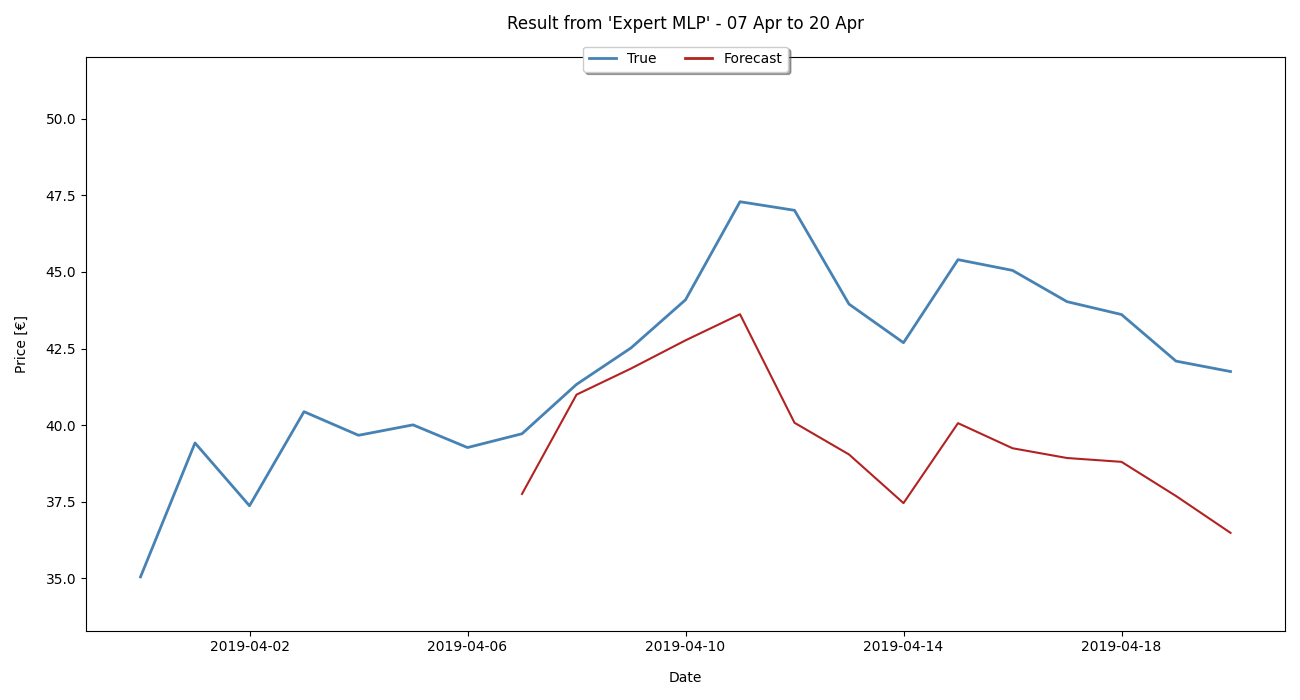 Result from 'Expert MLP' - 07 Apr to 20 Apr
True Forecast
50.0
47.5
45.0
42.5
40.0
37.5
35.0
Price [€]
2019-04-02 2019-04-06 2019-04-10 2019-04-14 2019-04-18
Date